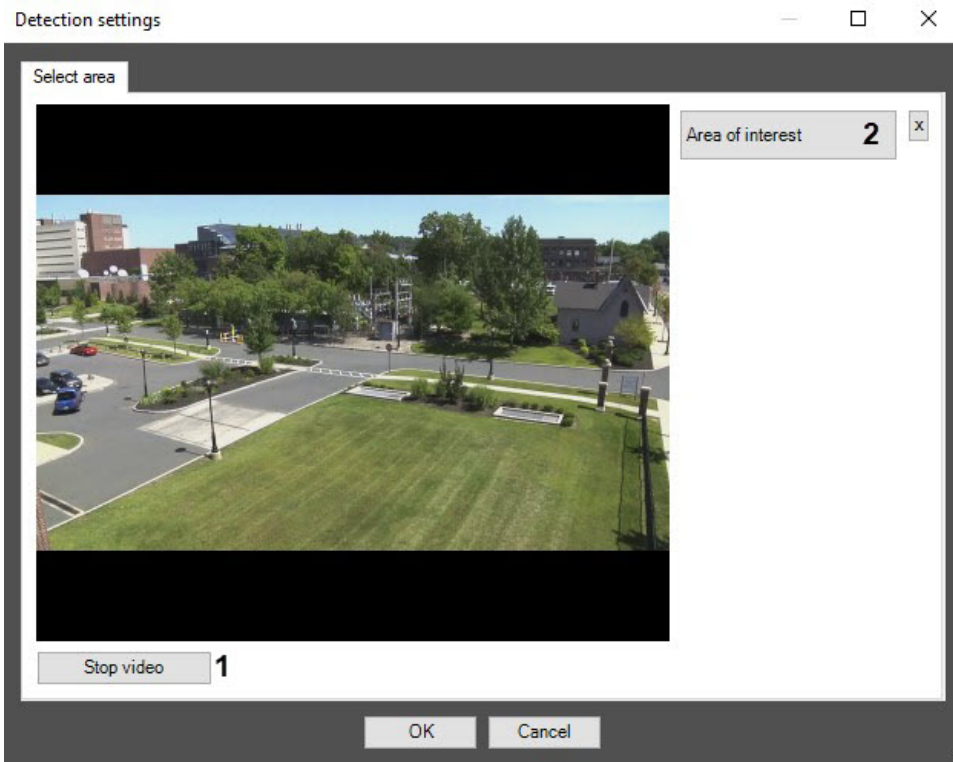 Detection settings
Select area
Area of interest 2 x
Stop video 1
OK Cancel